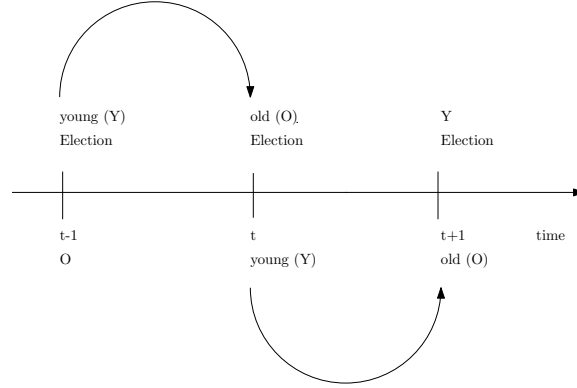 young (Y) old (O) Y
Election Election Election
t-1 t t+1 time
O young (Y) old (O)